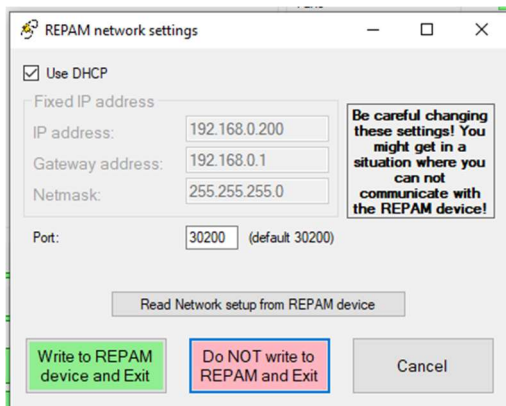 REPAM network settings
Use DHCP
Fixed IP address
IP address:
192.168.0.200
Gateway address:
192.168.0.1
Netmask:
255.255.255.0
Be careful changing
these settings! You
might get in a
situation where you
can not
communicate with
the REPAM device!
Port:
30200
(default 30200)
Read Network setup from REPAM device
Write to REPAM
device and Exit
Do NOT write to
REPAM and Exit
Cancel